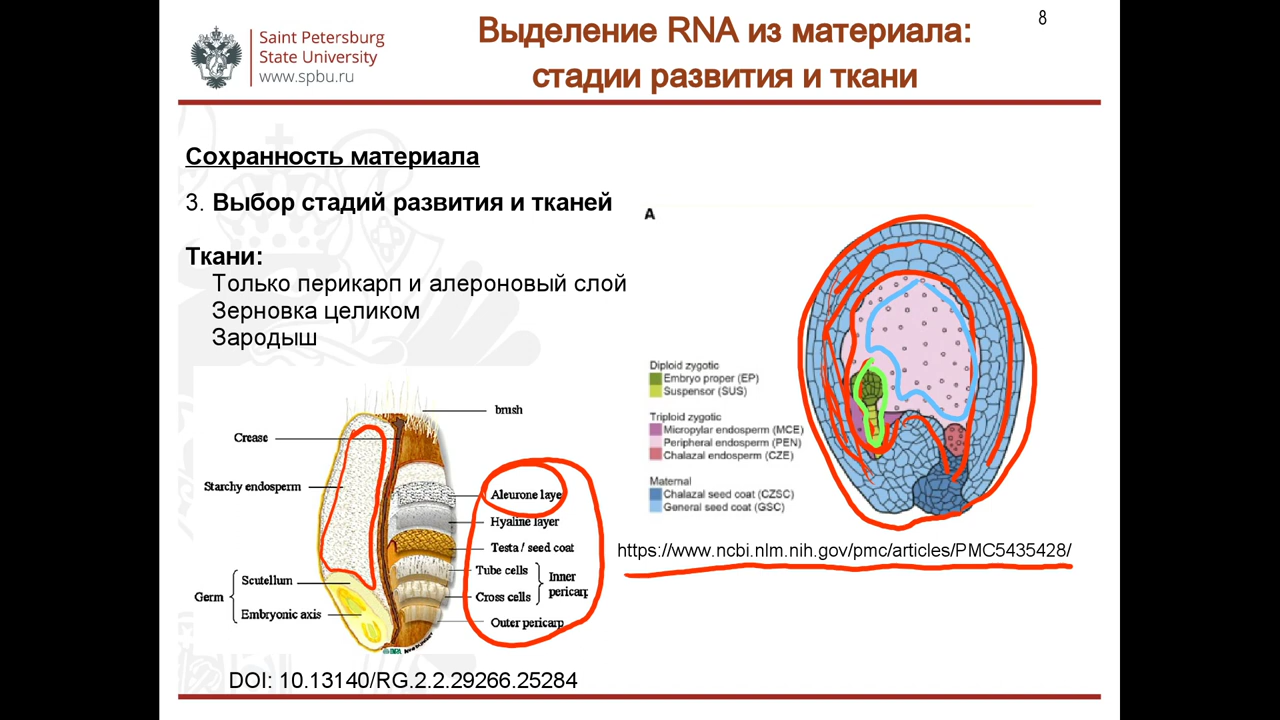 8
Saint Petersburg
State University
www.spbu.ru
Выделение RNA из материала:
стадии развития и ткани
Сохранность материала
3. Выбор стадий развития и тканей
Ткани:
Только перикарп и алероновый слой
Зерновка целиком
Зародыш
brush
Crease
Starchy endosperm
Aleurone laye
Hyaline layer
Testa / seed coat
Tube cells
Inner
pericarp
Cross cells
Outer pericarp
Germ
Scutellum
Embryonic axis
DOI: 10.13140/RG.2.2.29266.25284
A
Diploid zygotic
Embryo proper (EP)
Suspensor (SUS)
Triploid zygotic
Micropylar endosperm (MCE)
Peripheral endosperm (PEN)
Chalazal endosperm (CZE)
Maternal
Chalazal seed coat (CZSC)
General seed coat (GSC)
https://www.ncbi.nlm.nih.gov/pmc/articles/PMC5435428/